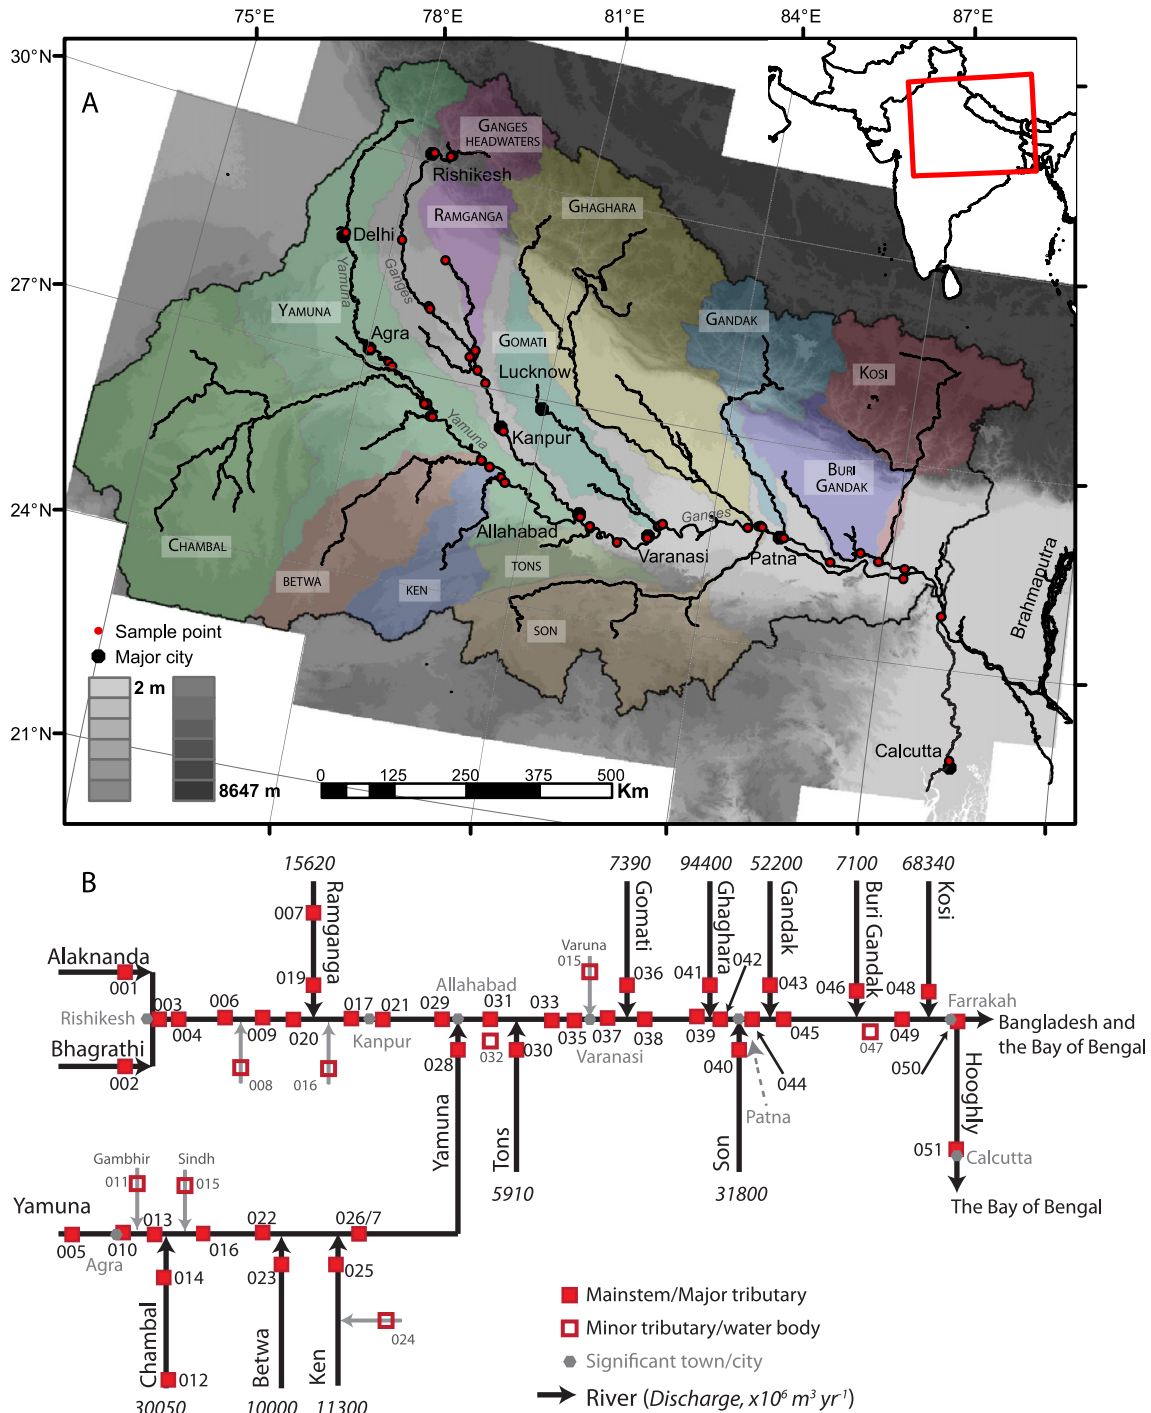 75°E
78°E
81°E
84°E
87°E
30°N
27°N
24°N
21°N
A
GANGES
HEADWATERS
Rishikesh
RAMGANGA
GHAGHARA
Delhi
Yamuna
Ganges
YAMUNA
Agra
GOMATI
Lucknow
GANDAK
KOSI
Yamuna
Kanpur
BURI
GANDAK
CHAMBAL
Allahabad
Ganges
Varanasi
Patna
BETWA
KEN
TONS
SON
Brahmaputra
Sample point
Major city
2 m
8647 m
0 125 250 375 500
Km
Calcutta
B
15620
7390
94400
52200
7100
68340
Ramganga
Gomati
Ghaghara
Gandak
Buri Gandak
Kosi
007
Alaknanda
001
019
Allahabad
Varuna
015
036
041
042
043
046
048
Farrakah
003
006
017
021
029
031
033
Rishikesh
004
009
020
Kanpur
035
037
038
039
045
047
049
Bangladesh and
the Bay of Bengal
Bhagrathi
002
008
016
028
032
030
Varanasi
040
044
050
Patna
Hooghly
Yamuna
Tons
Son
051
Calcutta
5910
31800
The Bay of Bengal
Gambhir
011
Sindh
015
Yamuna
013
022
026/7
005
010
016
Agra
014
023
025
024
Chambal
Betwa
Ken
012
30050
10000
11300
Mainstem/Major tributary
Minor tributary/water body
Significant town/city
River (Discharge, x10⁶ m³ yr⁻¹)